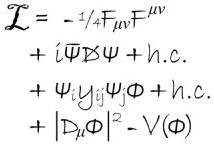 ℒ = -1/4 F_μν F^μν
+ iΨ̄D̸Ψ + h.c.
+ Ψ_i y_ij Ψ_j Φ + h.c.
+ |D_μ Φ|² - V(Φ)